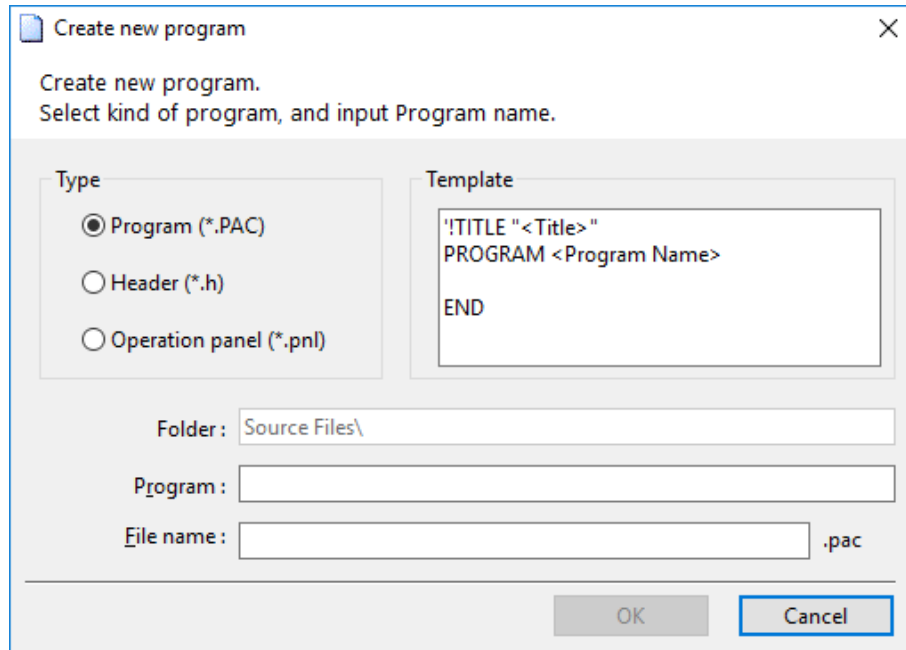 Create new program
Create new program.
Select kind of program, and input Program name.
Type
Program (*.PAC)
Header (*.h)
Operation panel (*.pnl)
Template
'!TITLE "<Title>"
PROGRAM <Program Name>
END
Folder :
Source Files\
Program :
File name :
.pac
OK
Cancel